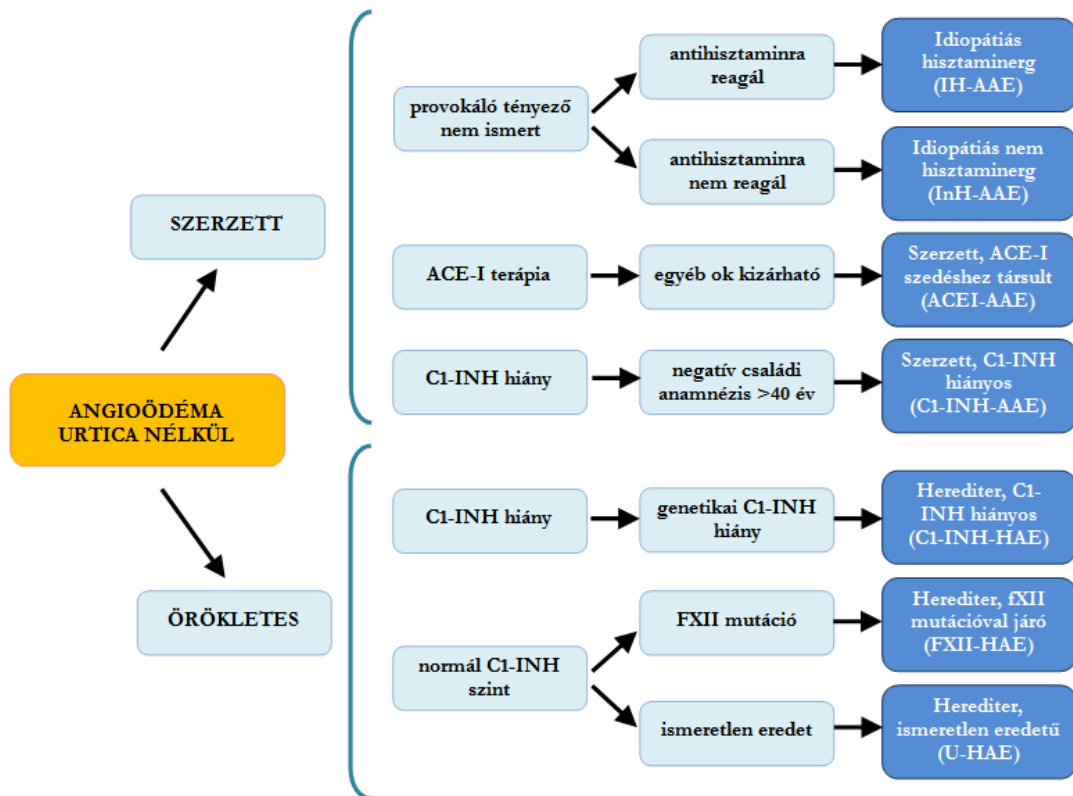 ANGIOÖDÉMA
URTICA NÉLKÜL
SZERZETT
provokáló tényező
nem ismert
antihisztaminra
reagál
Idiopátiás
hisztaminerg
(IH-AAE)
antihisztaminra
nem reagál
Idiopátiás nem
hisztaminerg
(InH-AAE)
ACE-I terápia
egyéb ok kizárható
Szerzett, ACE-I
szedéshez társult
(ACEI-AAE)
C1-INH hiány
negatív családi
anamnézis >40 év
Szerzett, C1-INH
hiányos
(C1-INH-AAE)
ÖRÖKLETES
C1-INH hiány
genetikai C1-INH
hiány
Herediter, C1-
INH hiányos
(C1-INH-HAE)
normál C1-INH
szint
FXII mutáció
Herediter, fXII
mutációval járó
(FXII-HAE)
ismeretlen eredet
Herediter,
ismeretlen eredetű
(U-HAE)